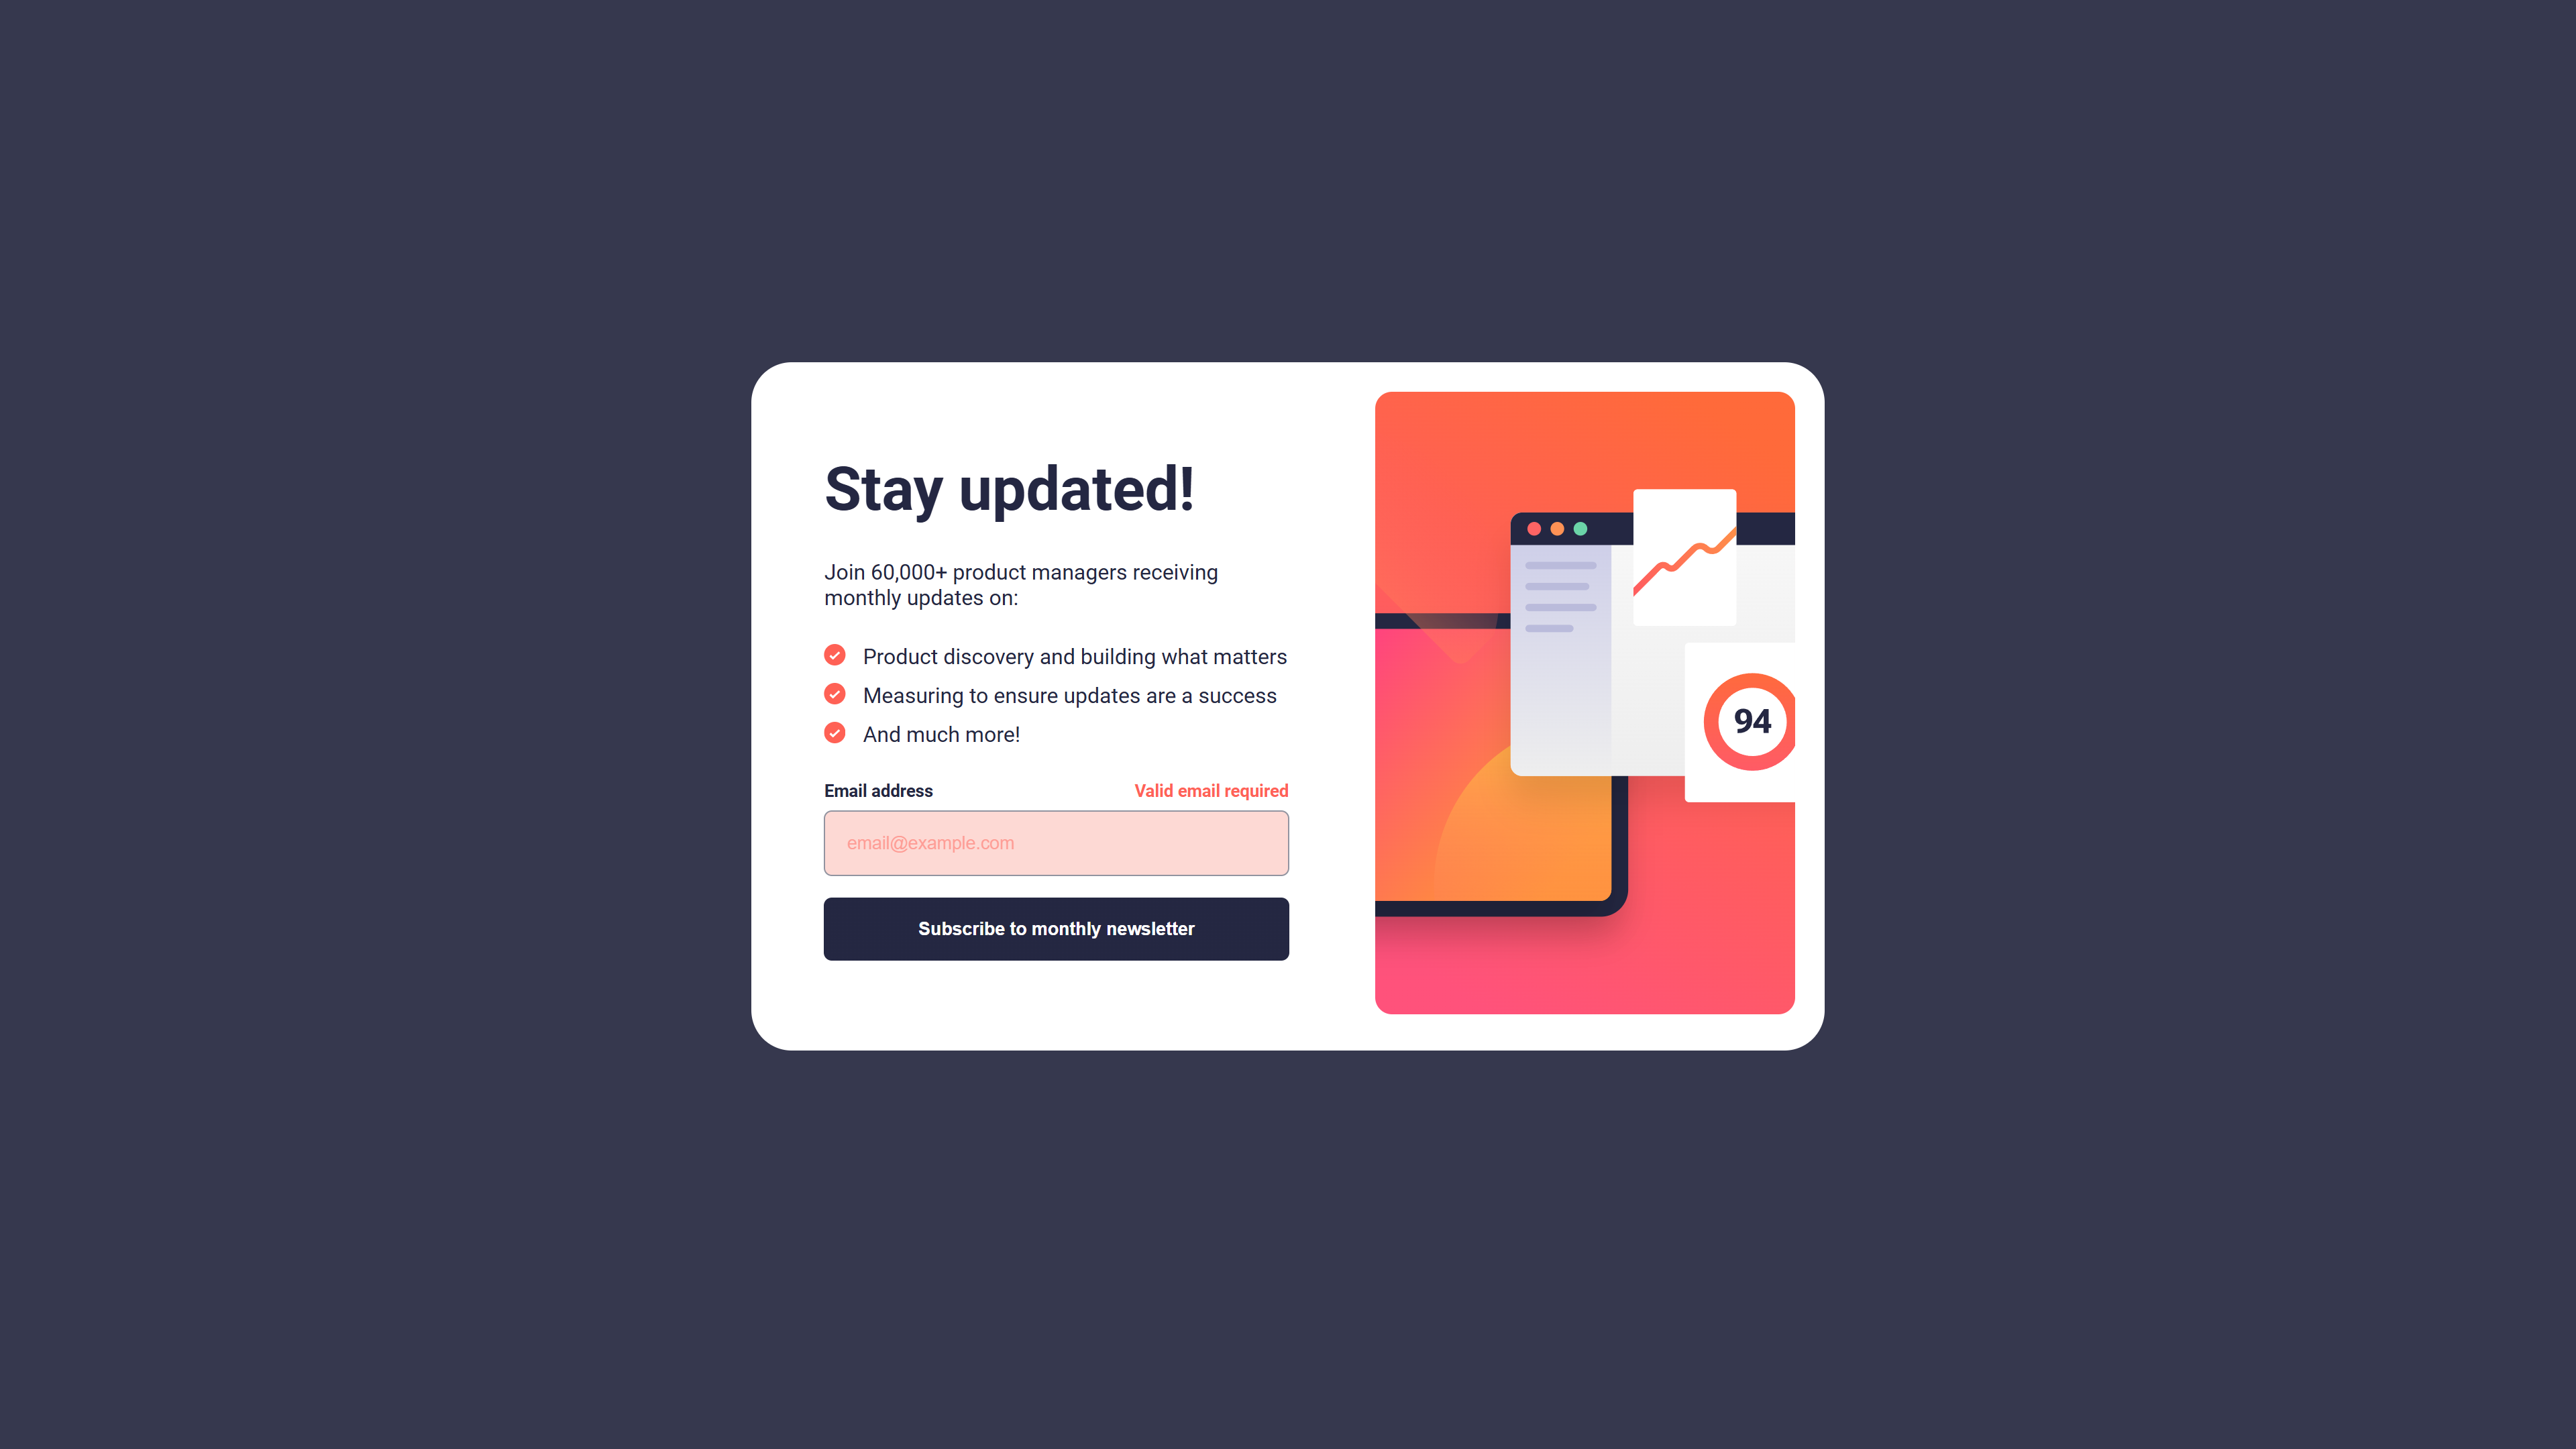 Stay updated!
Join 60,000+ product managers receiving
monthly updates on:
Product discovery and building what matters
Measuring to ensure updates are a success
And much more!
Email address
Valid email required
email@example.com
Subscribe to monthly newsletter
94